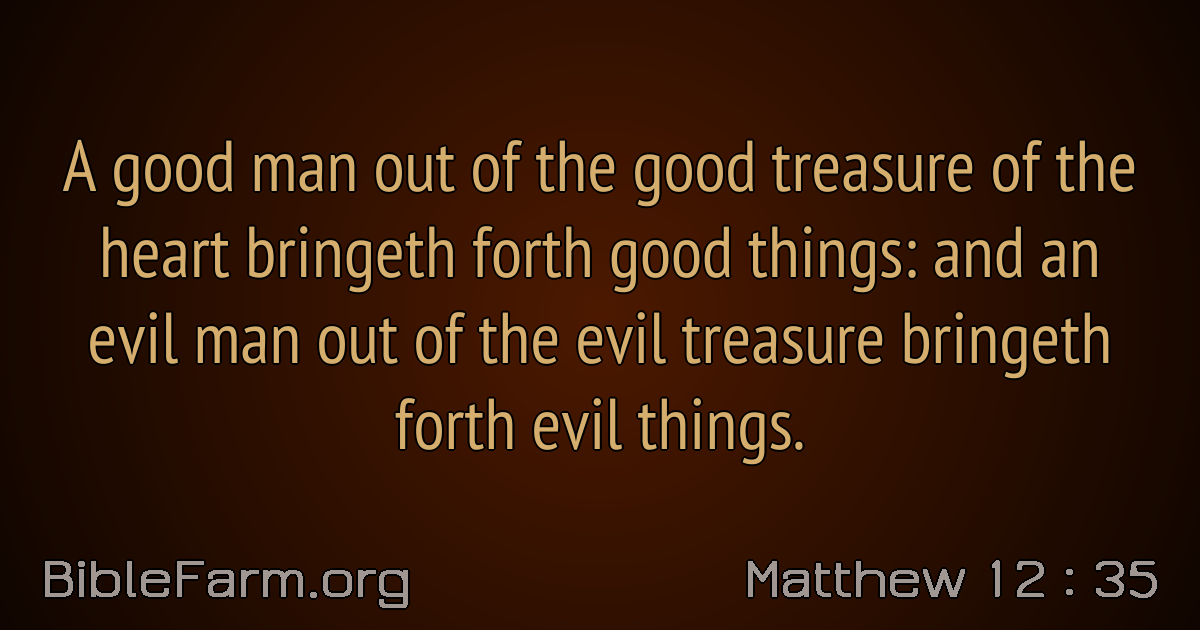 A good man out of the good treasure of the
heart bringeth forth good things: and an
evil man out of the evil treasure bringeth
forth evil things.
BibleFarm.org
Matthew 12 : 35